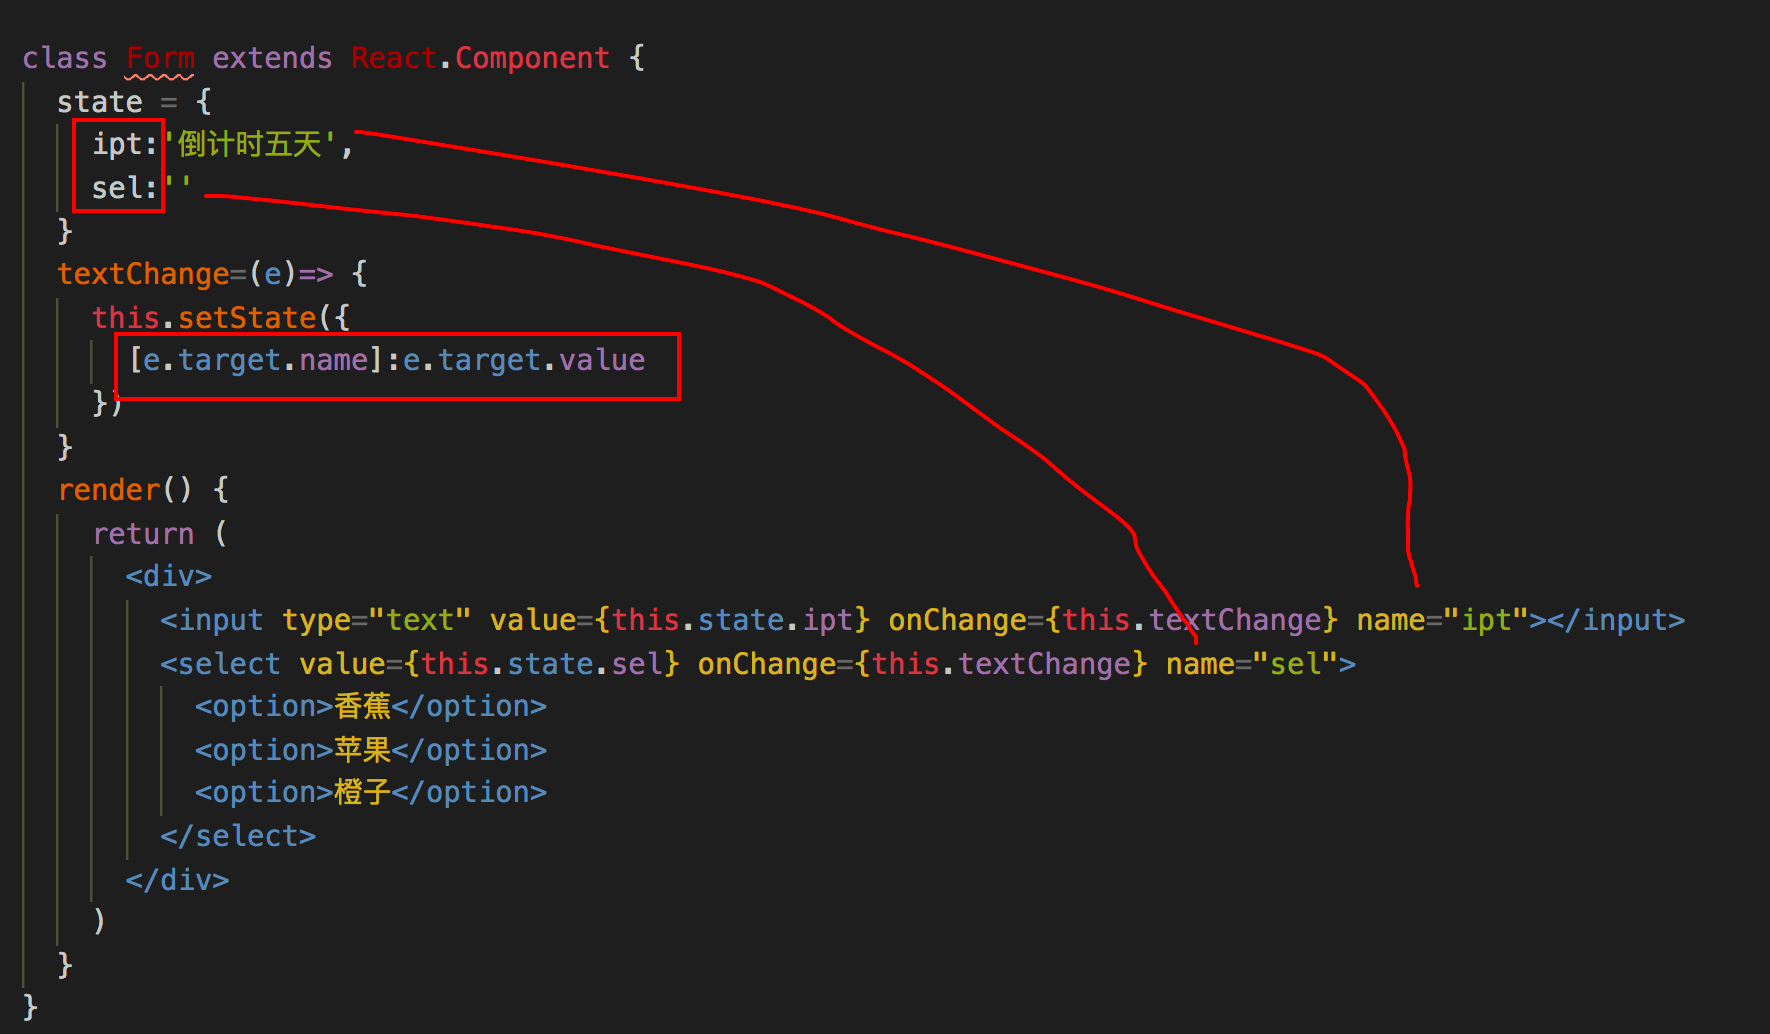 class Form extends React.Component {
state = {
ipt:'倒计时五天',
sel:''
}
textChange=(e)=> {
this.setState({
[e.target.name]:e.target.value
})
}
render() {
return (
<div>
<input type="text" value={this.state.ipt} onChange={this.textChange} name="ipt"></input>
<select value={this.state.sel} onChange={this.textChange} name="sel">
<option>香蕉</option>
<option>苹果</option>
<option>橙子</option>
</select>
</div>
)
}
}